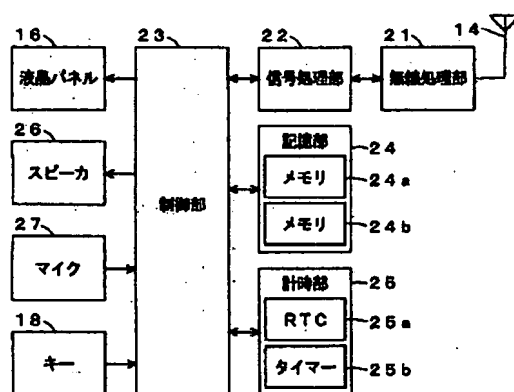 16
23
22
21
14
液晶パネル
信号処理部
無線処理部
26
記憶部
24
スピーカ
メモリ
24a
制御部
メモリ
24b
27
マイク
計時部
25
RTC
25a
18
キー
タイマー
25b